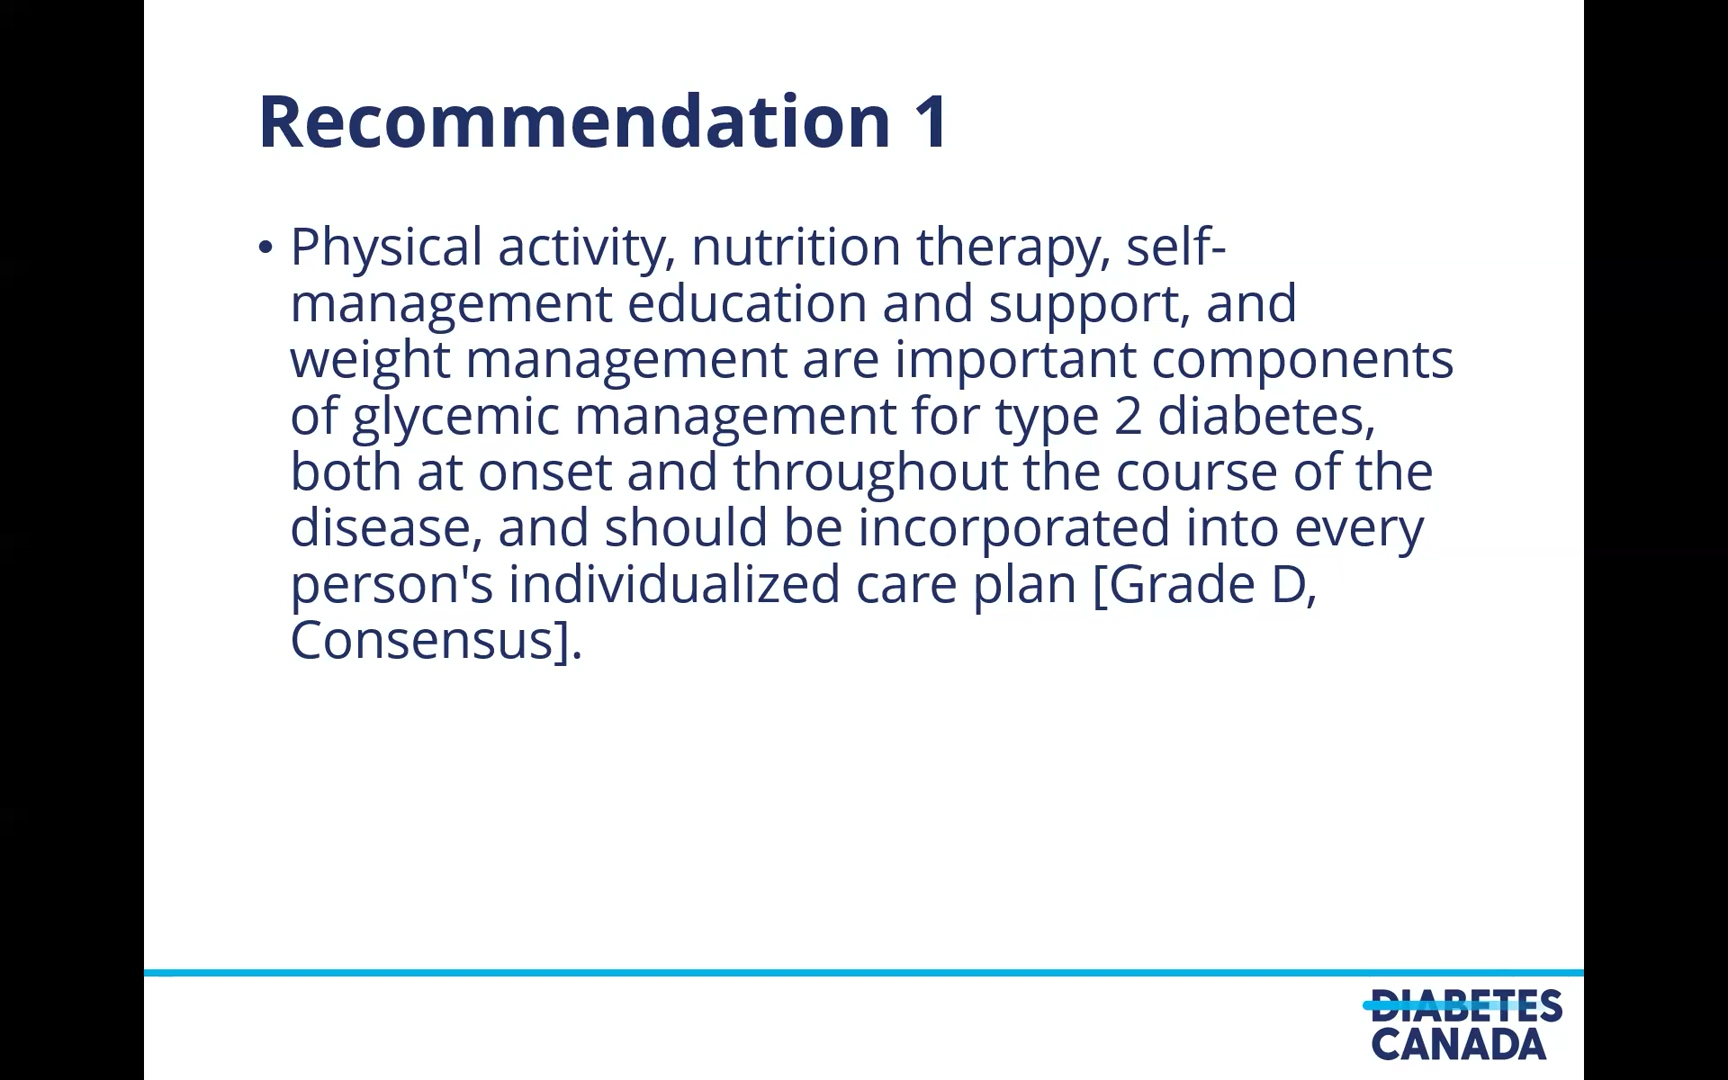 Recommendation 1
• Physical activity, nutrition therapy, self-
management education and support, and
weight management are important components
of glycemic management for type 2 diabetes,
both at onset and throughout the course of the
disease, and should be incorporated into every
person's individualized care plan [Grade D,
Consensus].
DIABETES
CANADA